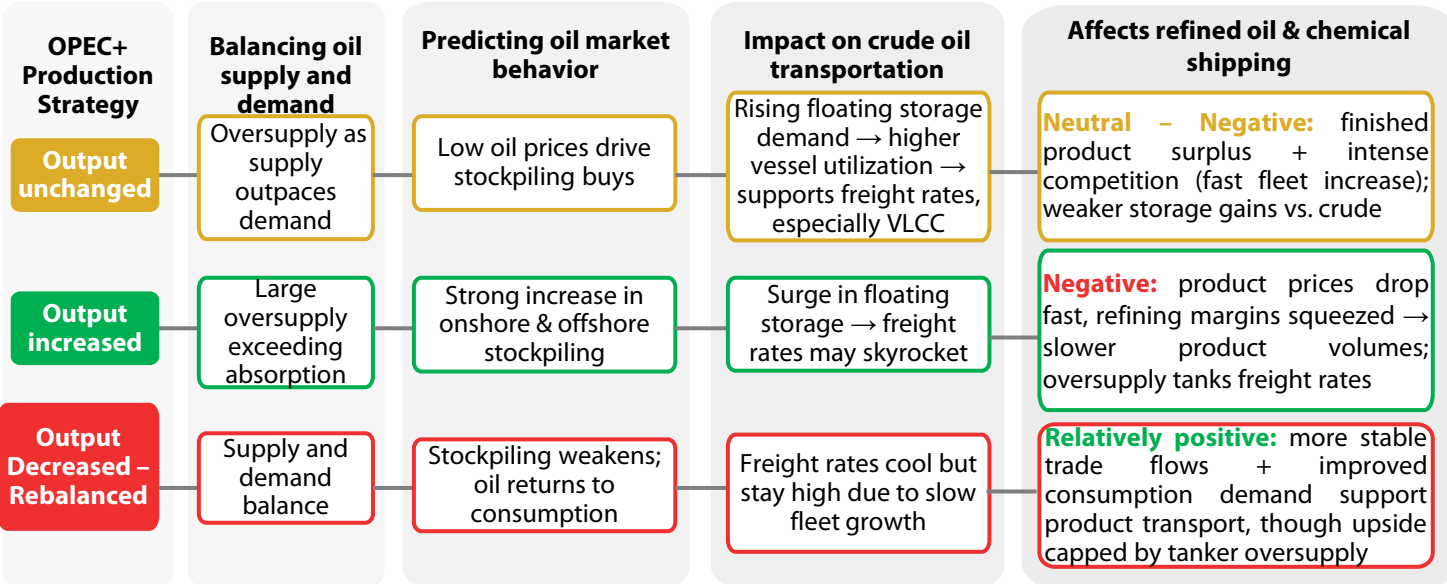 OPEC+
Production
Strategy
Balancing oil
supply and
demand
Predicting oil market
behavior
Impact on crude oil
transportation
Affects refined oil & chemical
shipping
Output
unchanged
Oversupply as
supply
outpaces
demand
Low oil prices drive
stockpiling buys
Rising floating storage
demand → higher
vessel utilization →
supports freight rates,
especially VLCC
Neutral – Negative: finished
product surplus + intense
competition (fast fleet increase);
weaker storage gains vs. crude
Output
increased
Large
oversupply
exceeding
absorption
Strong increase in
onshore & offshore
stockpiling
Surge in floating
storage → freight
rates may skyrocket
Negative: product prices drop
fast, refining margins squeezed →
slower product volumes;
oversupply tanks freight rates
Output
Decreased –
Rebalanced
Supply and
demand
balance
Stockpiling weakens;
oil returns to
consumption
Freight rates cool but
stay high due to slow
fleet growth
Relatively positive: more stable
trade flows + improved
consumption demand support
product transport, though upside
capped by tanker oversupply